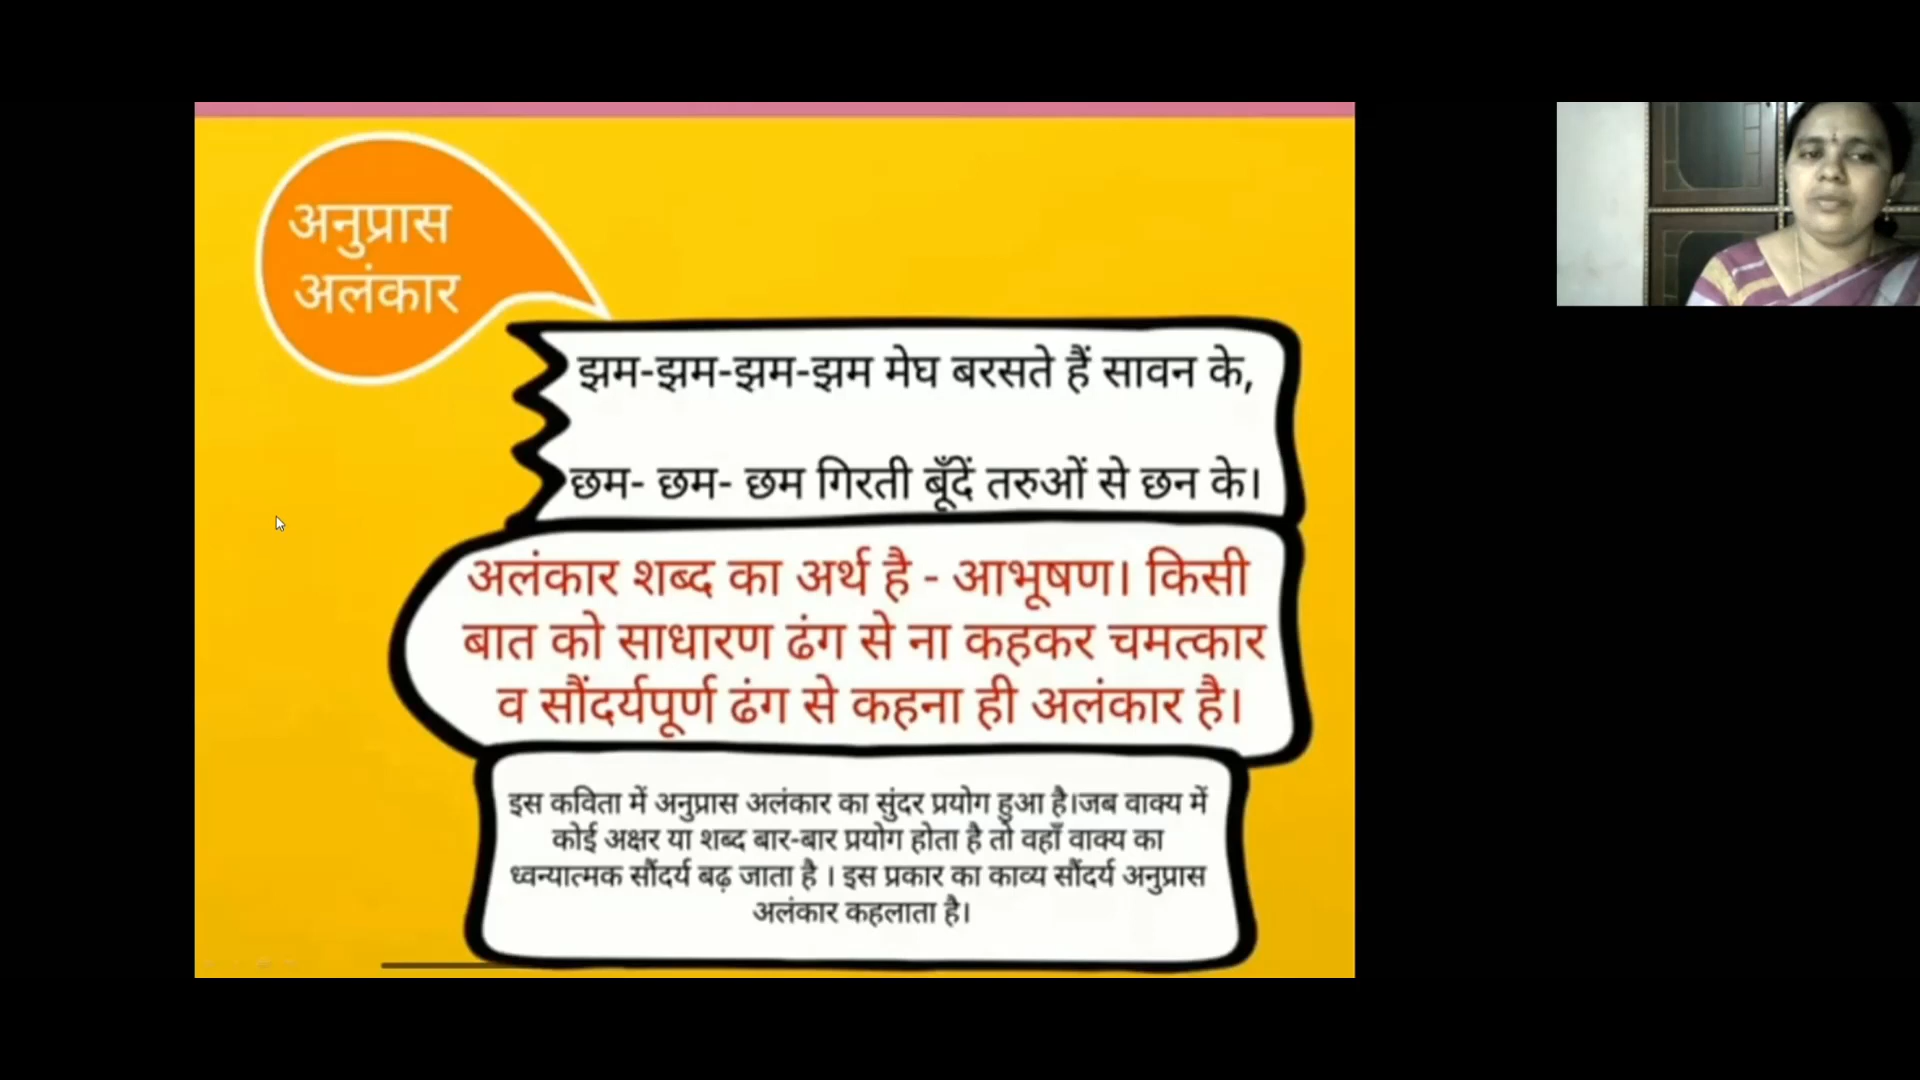 अनुप्रास
अलंकार
झम-झम-झम-झम मेघ बरसते हैं सावन के,
छम- छम- छम गिरती बूँदें तरुओं से छन के।
अलंकार शब्द का अर्थ है - आभूषण। किसी
बात को साधारण ढंग से ना कहकर चमत्कार
व सौंदर्यपूर्ण ढंग से कहना ही अलंकार है।
इस कविता में अनुप्रास अलंकार का सुंदर प्रयोग हुआ है।जब वाक्य में
कोई अक्षर या शब्द बार-बार प्रयोग होता है तो वहाँ वाक्य का
ध्वन्यात्मक सौंदर्य बढ़ जाता है । इस प्रकार का काव्य सौंदर्य अनुप्रास
अलंकार कहलाता है।